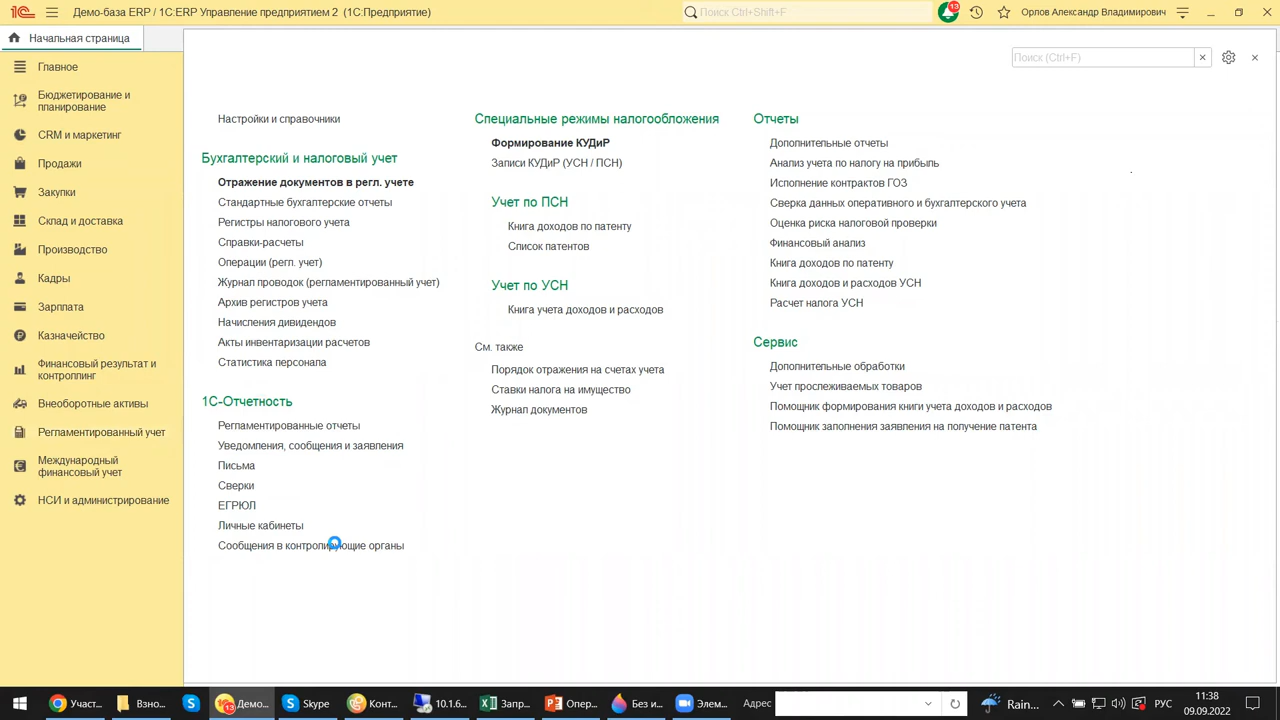 Демо-база ERP / 1С:ERP Управление предприятием 2 (1С:Предприятие)
Поиск Ctrl+Shift+F
13
Орлов Александр Владимирович
Начальная страница
Поиск (Ctrl+F)
Главное
Бюджетирование и
планирование
CRM и маркетинг
Продажи
Закупки
Склад и доставка
Производство
Кадры
Зарплата
Казначейство
Финансовый результат и
контроллинг
Внеоборотные активы
Регламентированный учет
Международный
финансовый учет
НСИ и администрирование
Настройки и справочники
Бухгалтерский и налоговый учет
Отражение документов в регл. учете
Стандартные бухгалтерские отчеты
Регистры налогового учета
Справки-расчеты
Операции (регл. учет)
Журнал проводок (регламентированный учет)
Архив регистров учета
Начисления дивидендов
Акты инвентаризации расчетов
Статистика персонала
1С-Отчетность
Регламентированные отчеты
Уведомления, сообщения и заявления
Письма
Сверки
ЕГРЮЛ
Личные кабинеты
Сообщения в контролирующие органы
Специальные режимы налогообложения
Формирование КУДиР
Записи КУДиР (УСН / ПСН)
Учет по ПСН
Книга доходов по патенту
Список патентов
Учет по УСН
Книга учета доходов и расходов
См. также
Порядок отражения на счетах учета
Ставки налога на имущество
Журнал документов
Отчеты
Дополнительные отчеты
Анализ учета по налогу на прибыль
Исполнение контрактов ГОЗ
Сверка данных оперативного и бухгалтерского учета
Оценка риска налоговой проверки
Финансовый анализ
Книга доходов по патенту
Книга доходов и расходов УСН
Расчет налога УСН
Сервис
Дополнительные обработки
Учет прослеживаемых товаров
Помощник формирования книги учета доходов и расходов
Помощник заполнения заявления на получение патента
Участ...
Взно...
13
Демо...
Skype
Конт...
10.1.6...
Запр...
Опер...
Без и...
Элем...
Адрес
Rain...
РУС
11:38
09.09.2022